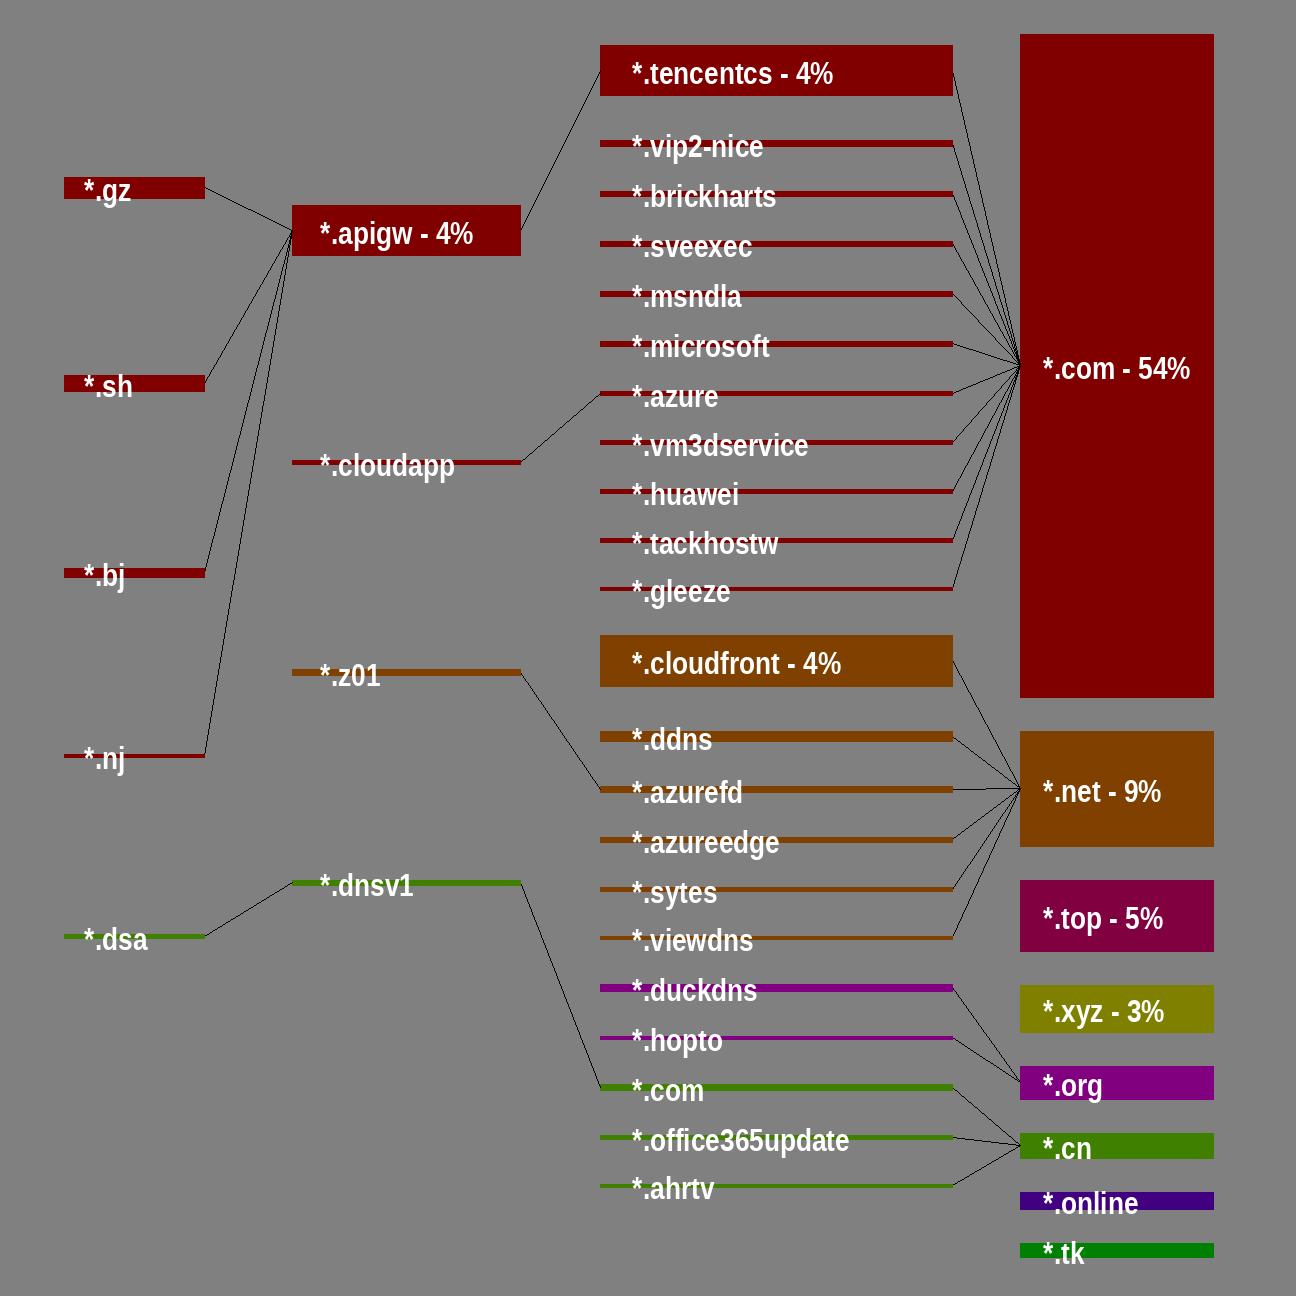 *.gz
*.sh
*.bj
*.nj
*.dsa
*.apigw - 4%
*.cloudapp
*.z01
*.dnsv1
*.tencentcs - 4%
*.vip2-nice
*.brickharts
*.sveexec
*.msndla
*.microsoft
*.azure
*.vm3dservice
*.huawei
*.tackhostw
*.gleeze
*.cloudfront - 4%
*.ddns
*.azurefd
*.azureedge
*.sytes
*.viewdns
*.duckdns
*.hopto
*.com
*.office365update
*.ahrtv
*.com - 54%
*.net - 9%
*.top - 5%
*.xyz - 3%
*.org
*.cn
*.online
*.tk